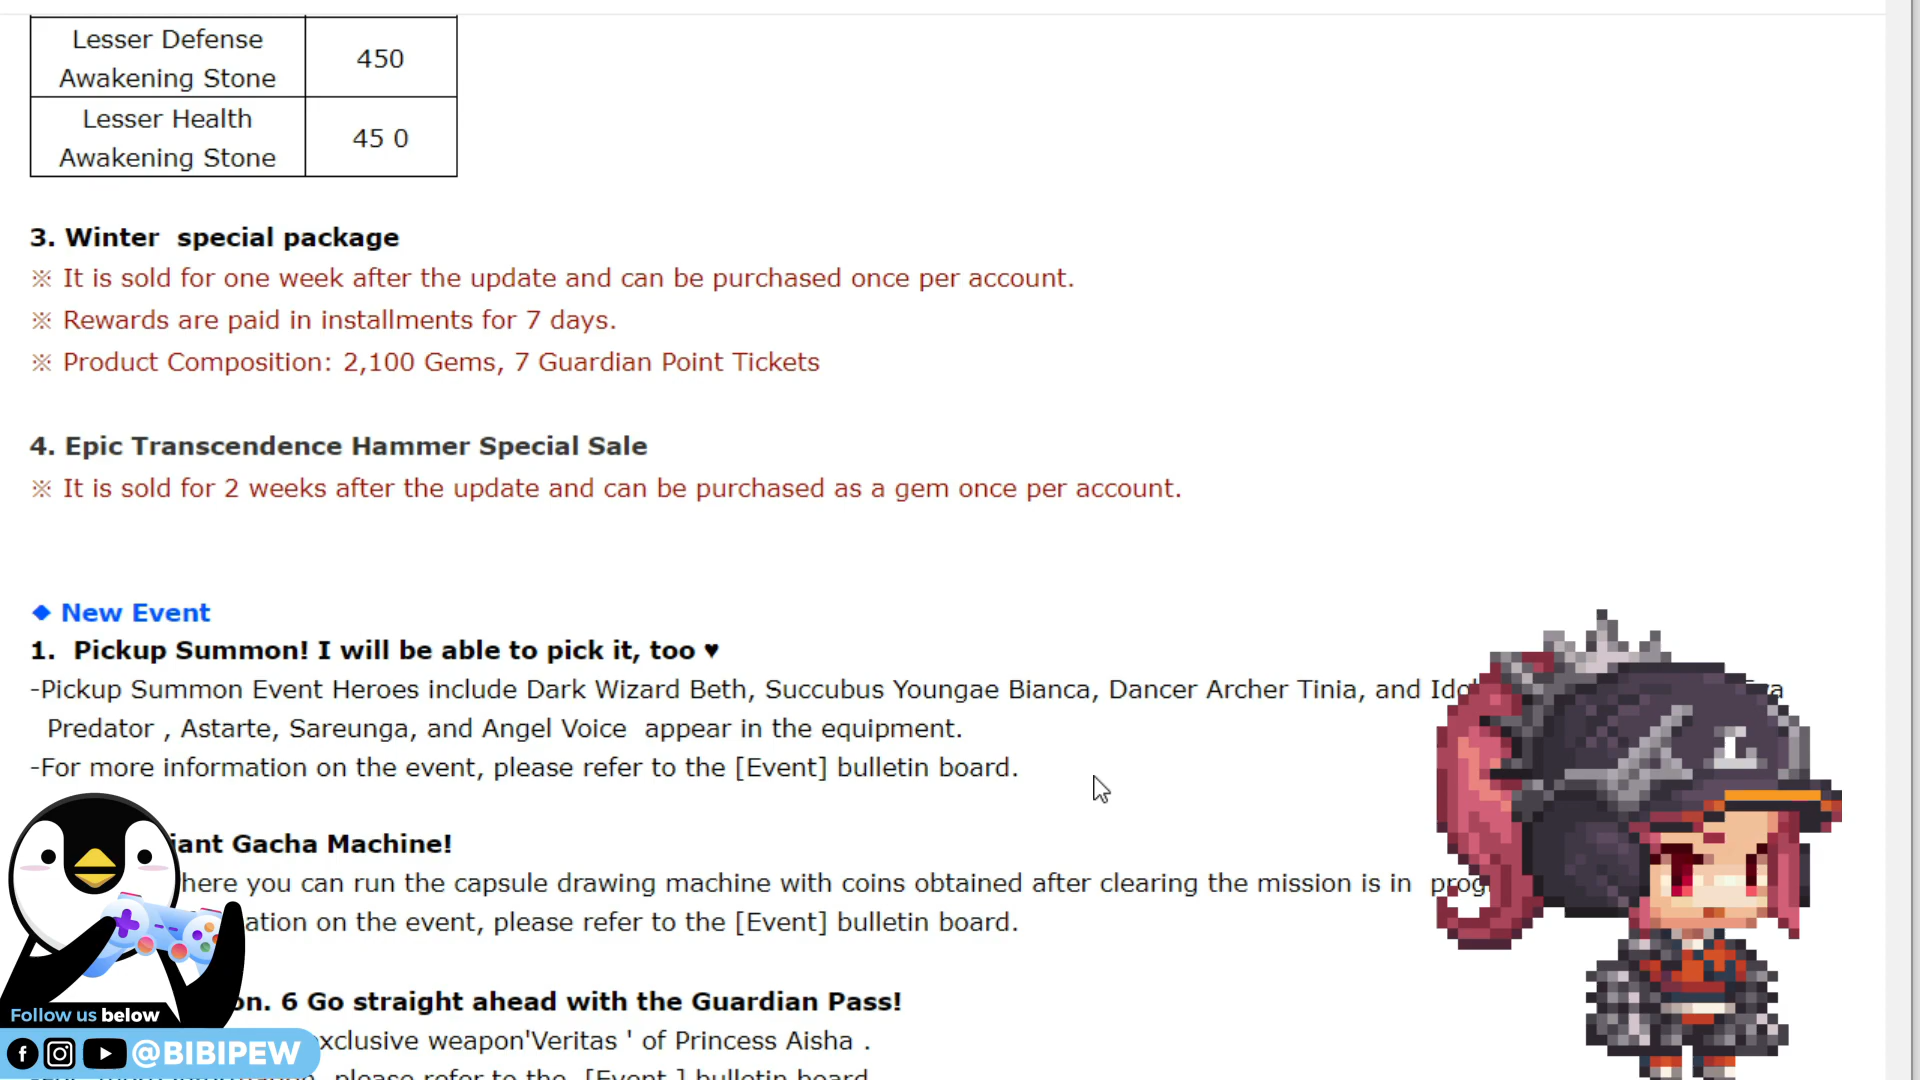 Lesser Defense
Awakening Stone
450
Lesser Health
Awakening Stone
45 0
3. Winter  special package
※ It is sold for one week after the update and can be purchased once per account.
※ Rewards are paid in installments for 7 days.
※ Product Composition: 2,100 Gems, 7 Guardian Point Tickets
4. Epic Transcendence Hammer Special Sale
※ It is sold for 2 weeks after the update and can be purchased as a gem once per account.
◆ New Event
1.  Pickup Summon! I will be able to pick it, too ♥
-Pickup Summon Event Heroes include Dark Wizard Beth, Succubus Youngae Bianca, Dancer Archer Tinia, and
Predator , Astarte, Sareunga, and Angel Voice  appear in the equipment.
-For more information on the event, please refer to the [Event] bulletin board.
Gacha Machine!
you can run the capsule drawing machine with coins obtained after clearing the mission is in
on the event, please refer to the [Event] bulletin board.
6 Go straight ahead with the Guardian Pass!
weapon'Veritas ' of Princess Aisha .
please refer to the  [Event ] bulletin board.
Follow us below
@BIBIPEW